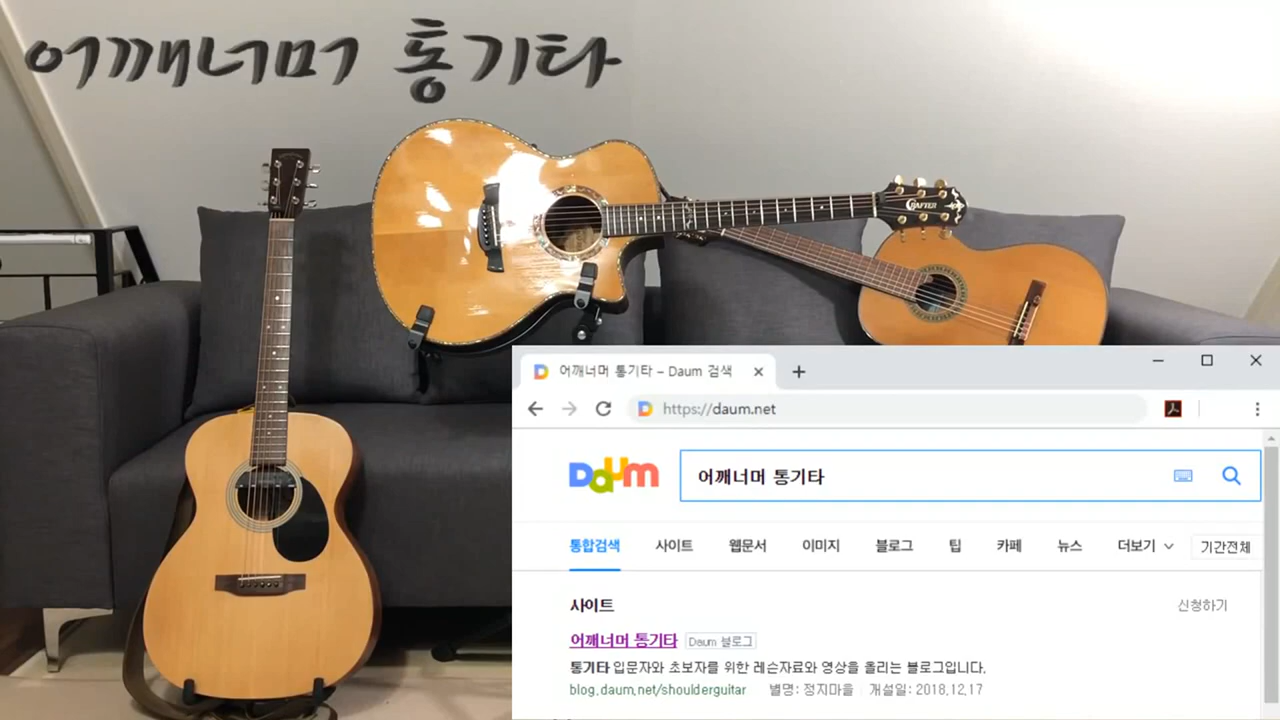 어깨너머 통기타
CRAFTER
어깨너머 통기타 – Daum 검색
https://daum.net
Daum
어깨너머 통기타
통합검색 사이트 웹문서 이미지 블로그 팁 카페 뉴스 더보기 기간전체
사이트 신청하기
어깨너머 통기타 Daum 블로그
통기타 입문자와 초보자를 위한 레슨자료와 영상을 올리는 블로그입니다.
blog.daum.net/shoulderguitar 별명: 정지마을 개설일: 2018.12.17